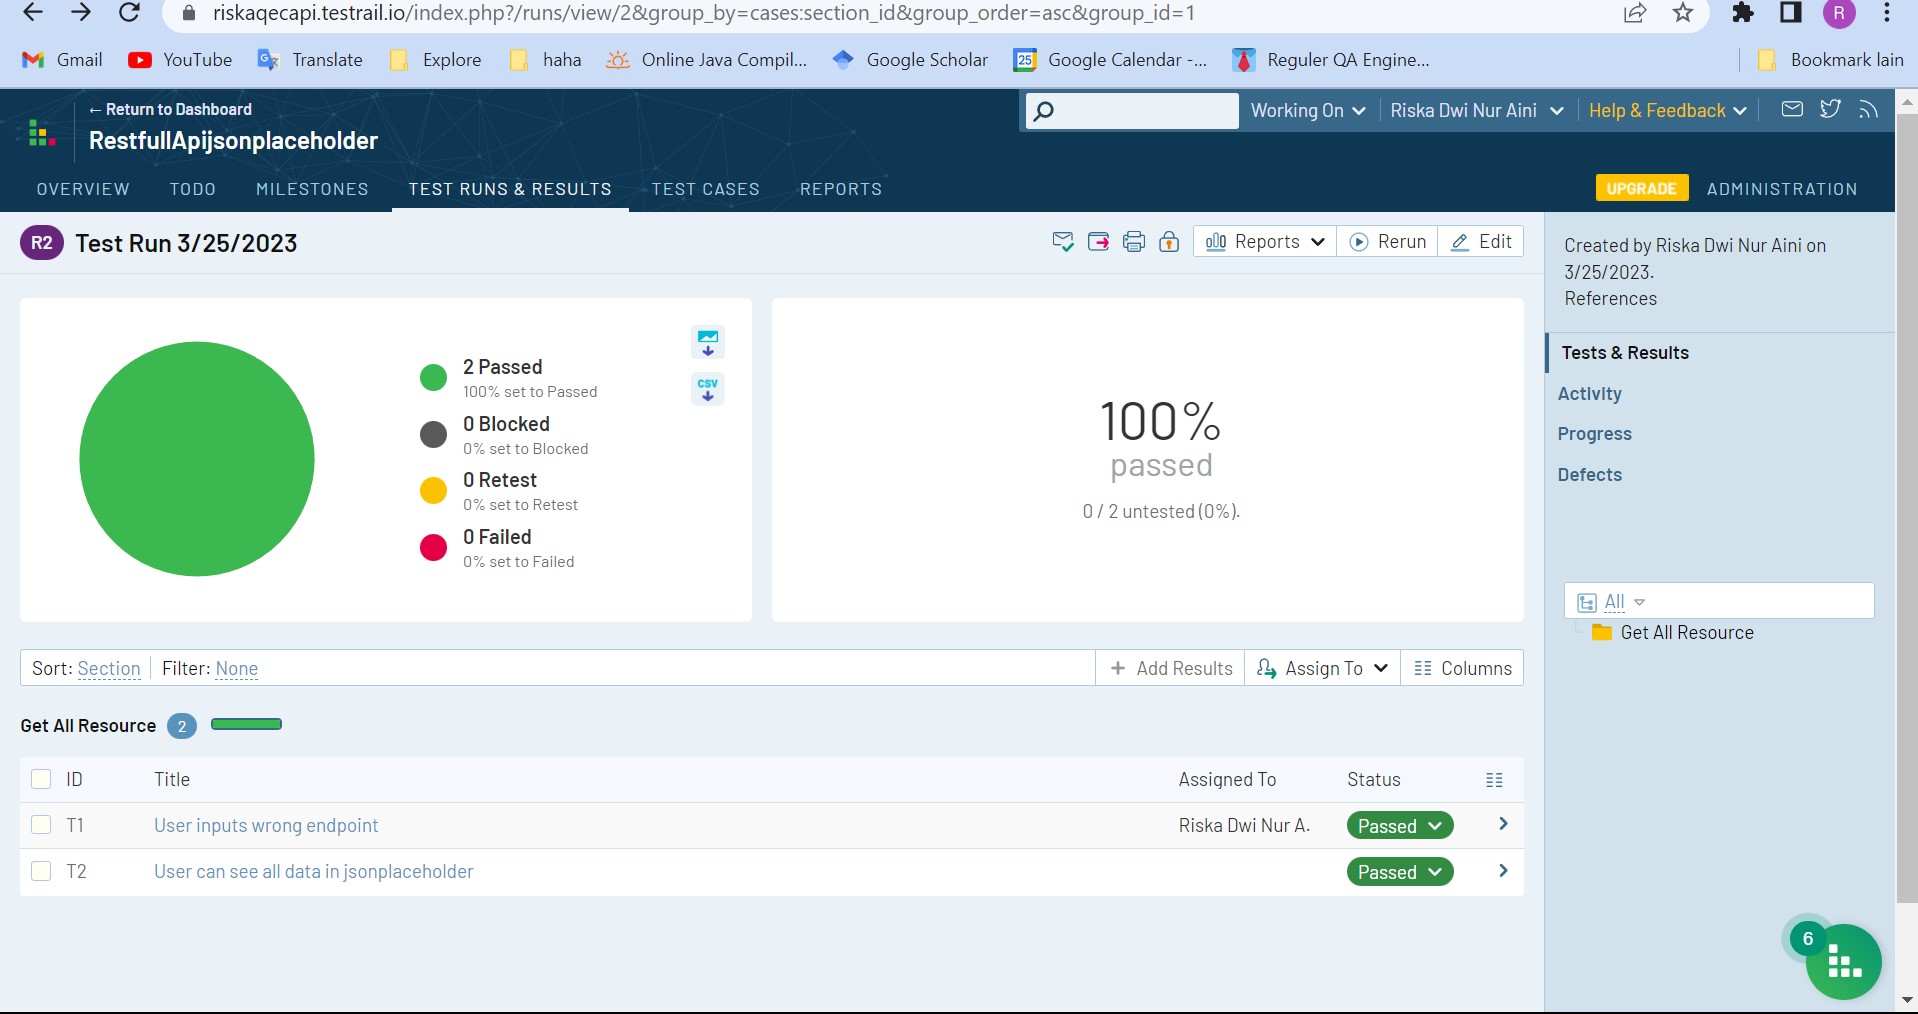 riskaqecapi.testrail.io/index.php?/runs/view/2&group_by=cases:section_id&group_order=asc&group_id=1
R
Gmail YouTube Translate Explore haha Online Java Compil... Google Scholar 25 Google Calendar -... Reguler QA Engine... Bookmark lain
← Return to Dashboard
RestfullApijsonplaceholder
Working On Riska Dwi Nur Aini Help & Feedback
OVERVIEW TODO MILESTONES TEST RUNS & RESULTS TEST CASES REPORTS UPGRADE ADMINISTRATION
R2 Test Run 3/25/2023 Reports Rerun Edit
2 Passed
100% set to Passed
0 Blocked
0% set to Blocked
0 Retest
0% set to Retest
0 Failed
0% set to Failed
CSV
100%
passed
0 / 2 untested (0%).
Created by Riska Dwi Nur Aini on
3/25/2023.
References
Tests & Results
Activity
Progress
Defects
All
Get All Resource
Sort: Section Filter: None + Add Results Assign To Columns
Get All Resource 2
ID Title Assigned To Status
T1 User inputs wrong endpoint Riska Dwi Nur A. Passed
T2 User can see all data in jsonplaceholder Passed
6